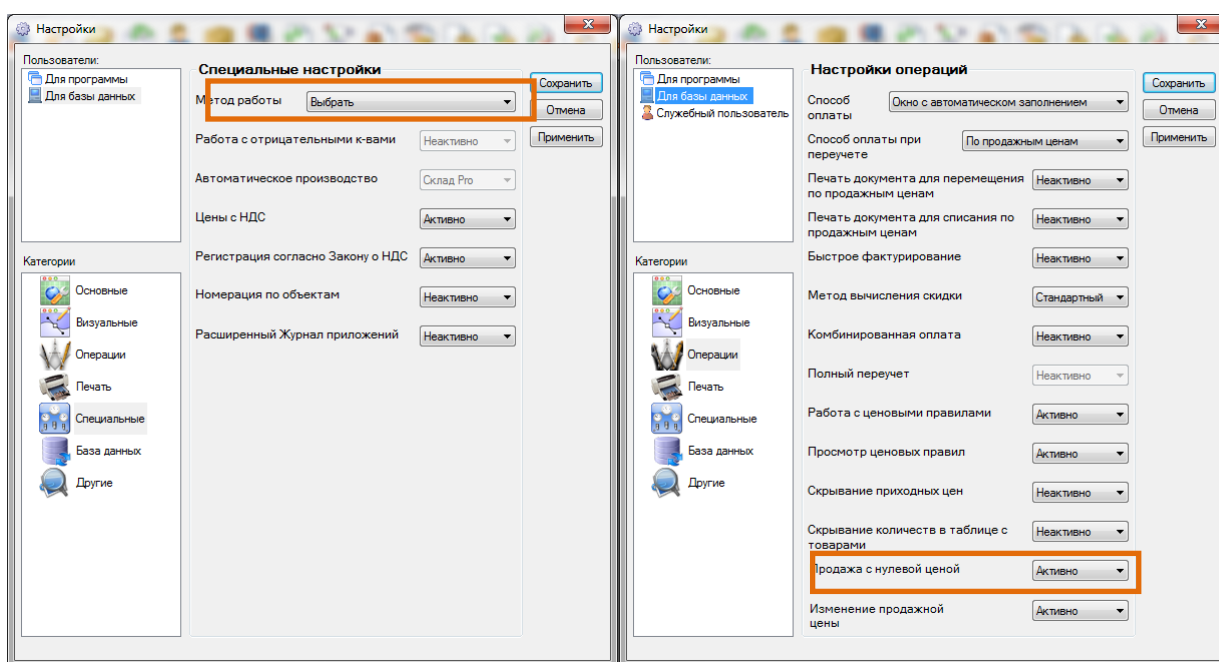 Настройки
Пользователи:
Для программы
Для базы данных
Специальные настройки
Метод работы Выбрать
Работа с отрицательными к-вами Неактивно
Автоматическое производство Склад Pro
Цены с НДС Активно
Регистрация согласно Закону о НДС Активно
Номерация по объектам Неактивно
Расширенный Журнал приложений Неактивно
Сохранить
Отмена
Применить
Категории
Основные
Визуальные
Операции
Печать
Специальные
База данных
Другие
Настройки
Пользователи:
Для программы
Для базы данных
Служебный пользователь
Настройки операций
Способ
оплаты
Окно с автоматическом заполнением
Способ оплаты при
переучете
По продажным ценам
Печать документа для перемещения
по продажным ценам
Неактивно
Печать документа для списания по
продажным ценам
Неактивно
Быстрое фактурирование Неактивно
Метод вычисления скидки Стандартный
Комбинированная оплата Неактивно
Полный переучет Неактивно
Работа с ценовыми правилами Активно
Просмотр ценовых правил Активно
Скрывание приходных цен Неактивно
Скрывание количеств в таблице с
товарами
Неактивно
Продажа с нулевой ценой Активно
Изменение продажной
цены
Активно
Сохранить
Отмена
Применить
Категории
Основные
Визуальные
Операции
Печать
Специальные
База данных
Другие